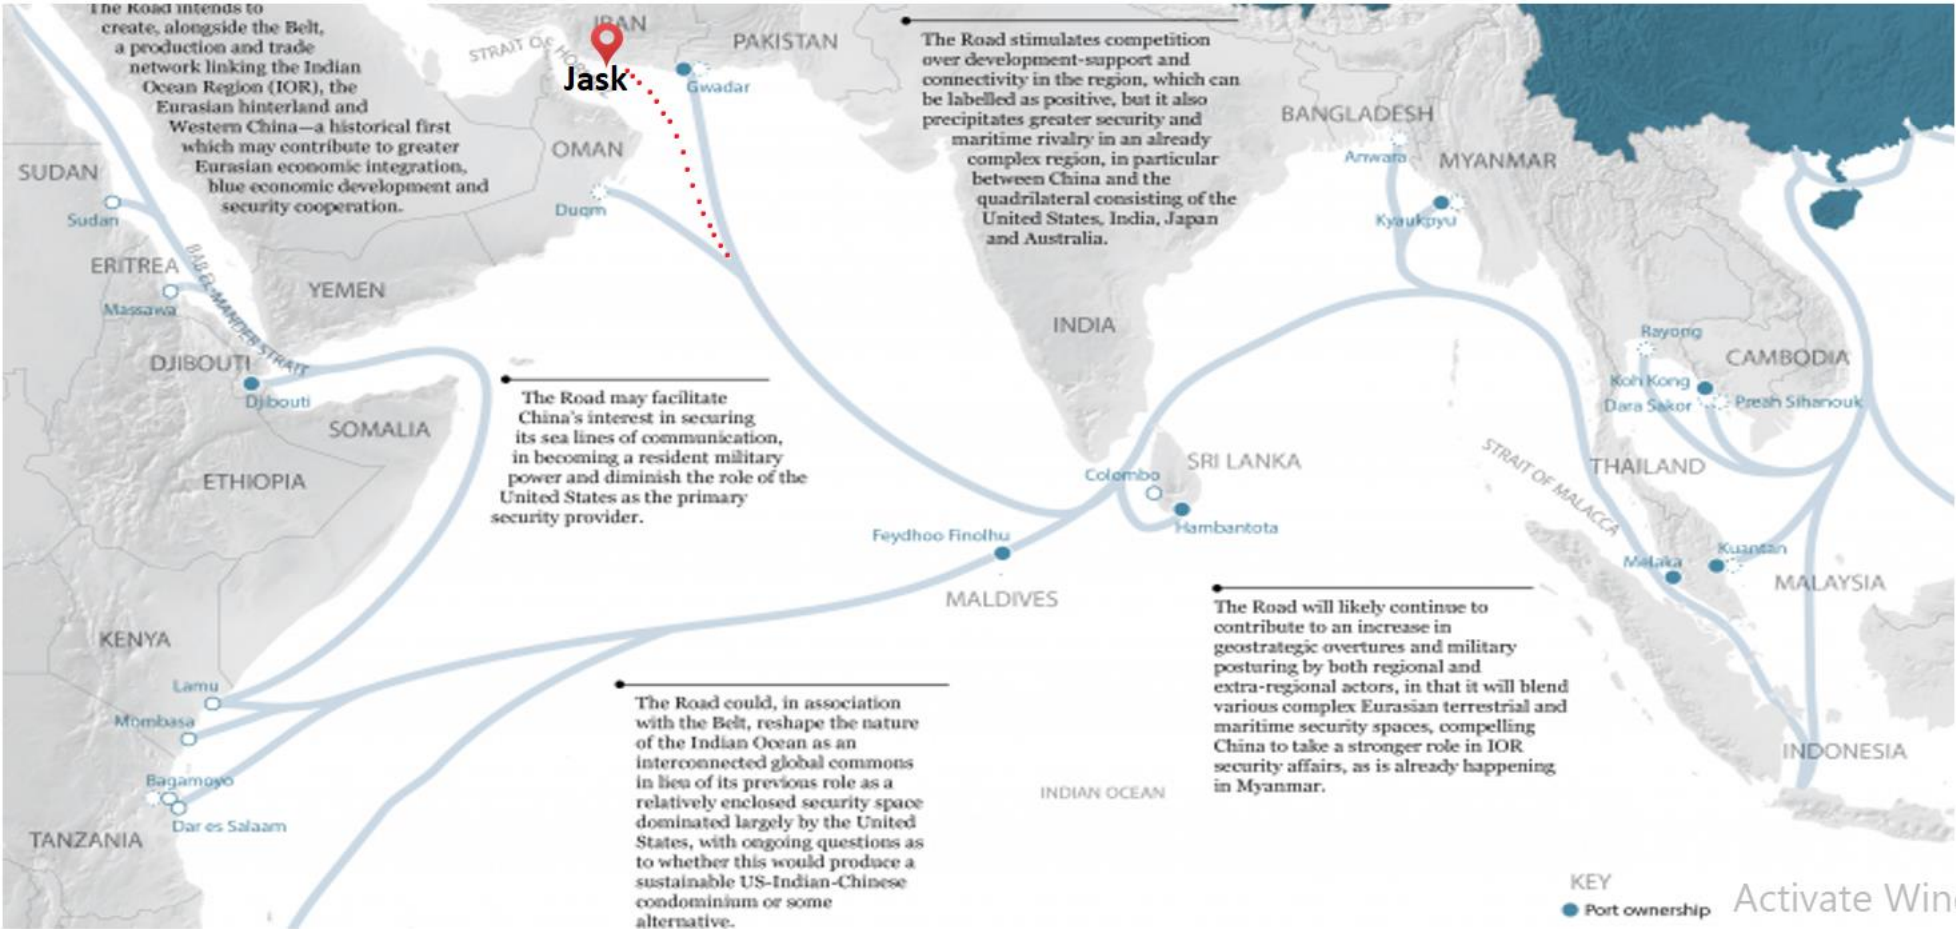 The Road intends to
create, alongside the Belt,
a production and trade
network linking the Indian
Ocean Region (IOR), the
Eurasian hinterland and
Western China—a historical first
which may contribute to greater
Eurasian economic integration,
blue economic development and
security cooperation.
IRAN
STRAIT OF HOR
Jask
PAKISTAN
Gwadar
The Road stimulates competition
over development-support and
connectivity in the region, which can
be labelled as positive, but it also
precipitates greater security and
maritime rivalry in an already
complex region, in particular
between China and the
quadrilateral consisting of the
United States, India, Japan
and Australia.
BANGLADESH
Anwara
MYANMAR
Kyaukpyu
OMAN
Duqm
SUDAN
Sudan
ERITREA
Massawa
BAB EL-MANDEB STRAIT
YEMEN
DJIBOUTI
Djibouti
SOMALIA
ETHIOPIA
INDIA
Rayong
CAMBODIA
Koh Kong
Dara Sakor
Preah Sihanouk
The Road may facilitate
China's interest in securing
its sea lines of communication,
in becoming a resident military
power and diminish the role of the
United States as the primary
security provider.
Colombo
SRI LANKA
Hambantota
Feydhoo Finolhu
MALDIVES
STRAIT OF MALACCA
THAILAND
Melaka
Kuantan
MALAYSIA
The Road will likely continue to
contribute to an increase in
geostrategic overtures and military
posturing by both regional and
extra-regional actors, in that it will blend
various complex Eurasian terrestrial and
maritime security spaces, compelling
China to take a stronger role in IOR
security affairs, as is already happening
in Myanmar.
INDONESIA
KENYA
Lamu
Mombasa
Bagamoyo
Dar es Salaam
TANZANIA
The Road could, in association
with the Belt, reshape the nature
of the Indian Ocean as an
interconnected global commons
in lieu of its previous role as a
relatively enclosed security space
dominated largely by the United
States, with ongoing questions as
to whether this would produce a
sustainable US-Indian-Chinese
condominium or some
alternative.
INDIAN OCEAN
KEY
Port ownership
Activate Win